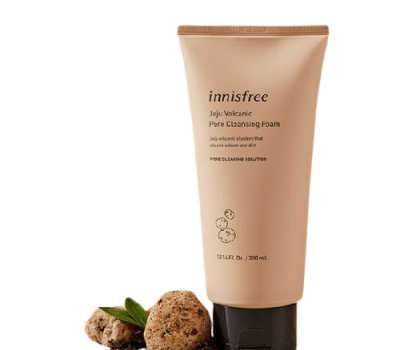 innisfree
Jeju Volcanic
Pore Cleansing Foam
Jeju volcanic clusters that
absorb sebum and dirt
PORE CLEARING SOLUTION
10.14 FL. Oz. / 300 mL